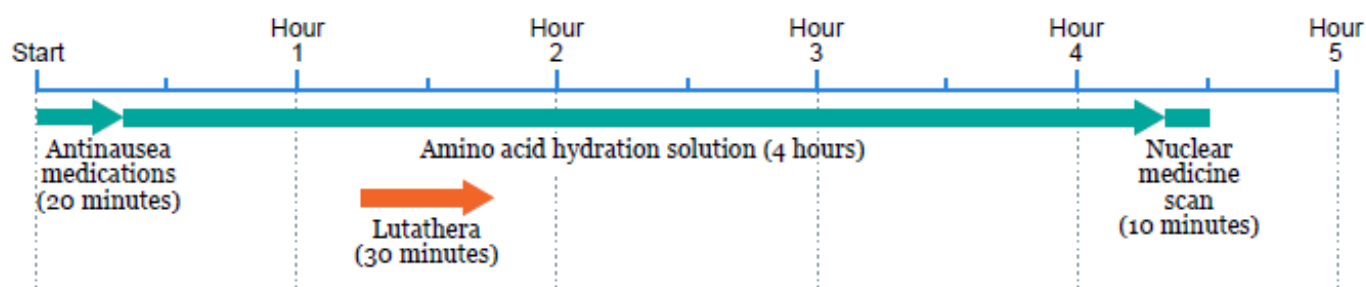 Start
Hour
1
Hour
2
Hour
3
Hour
4
Hour
5
Antinausea
medications
(20 minutes)
Amino acid hydration solution (4 hours)
Lutathera
(30 minutes)
Nuclear
medicine
scan
(10 minutes)